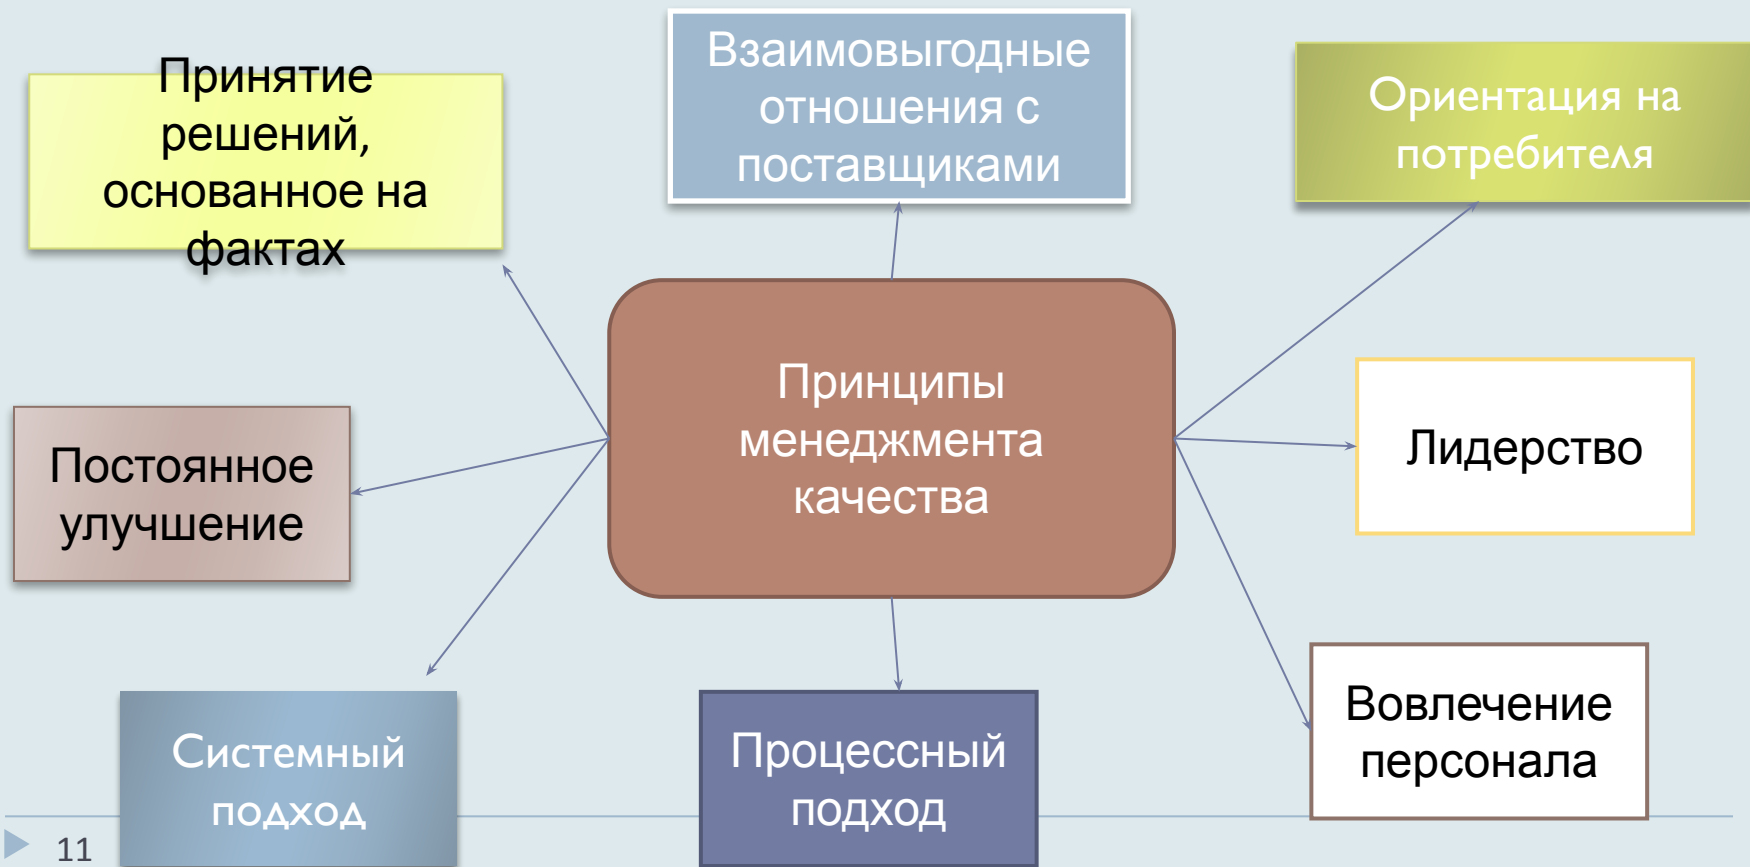 Принятие
решений,
основанное на
фактах
Взаимовыгодные
отношения с
поставщиками
Ориентация на
потребителя
Принципы
менеджмента
качества
Лидерство
Постоянное
улучшение
Вовлечение
персонала
Системный
подход
Процессный
подход
11